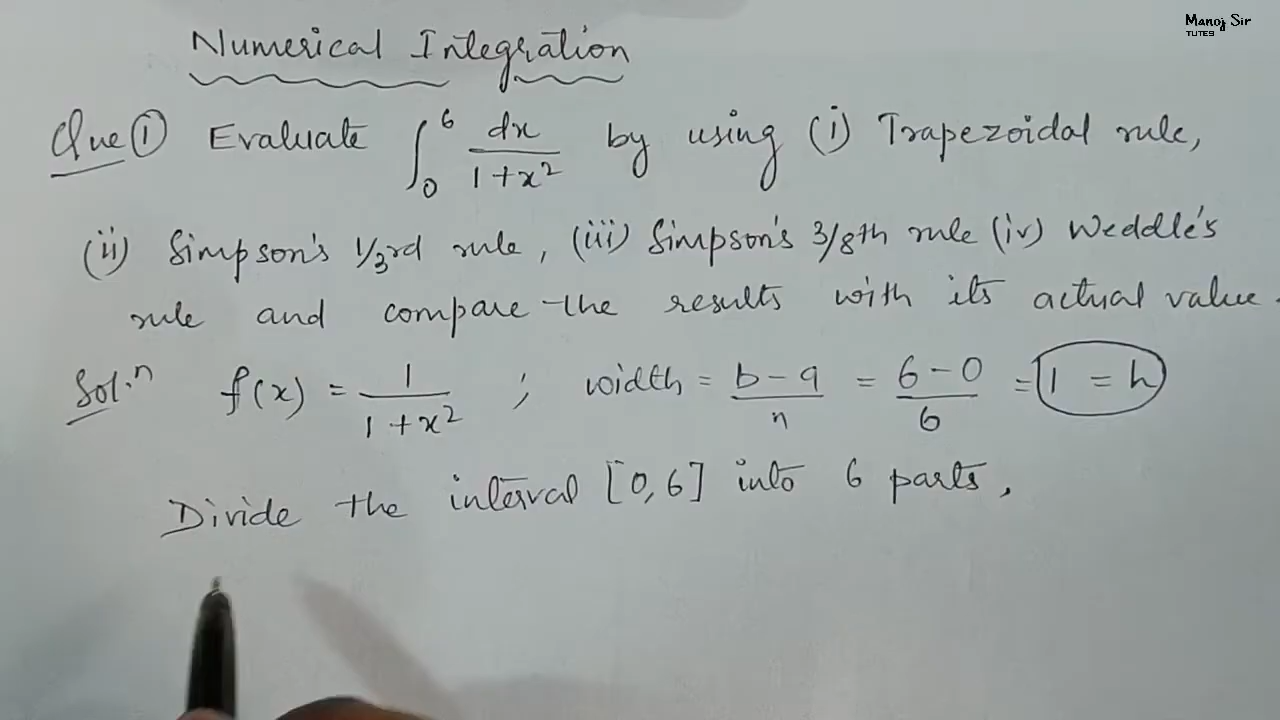 Manoj Sir
TUTES
Numerical Integration
Que ① Evaluate ∫₀⁶ dx/(1+x²) by using (i) Trapezoidal rule,
(ii) Simpson's 1/3rd rule, (iii) Simpson's 3/8th rule (iv) Weddle's
rule and compare the results with its actual value.
Sol.ⁿ f(x) = 1/(1+x²) ; width = (b-a)/n = (6-0)/6 = 1 = h
Divide the interval [0,6] into 6 parts,